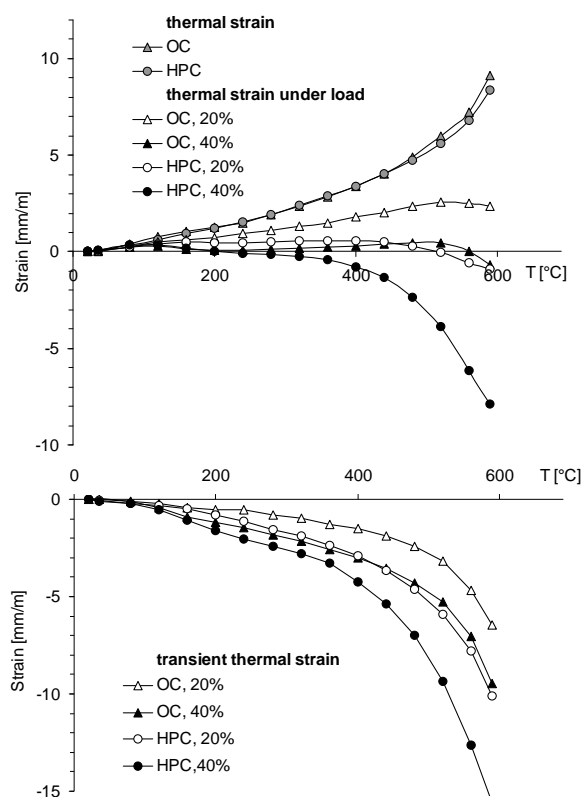 thermal strain
OC
HPC
thermal strain under load
OC, 20%
OC, 40%
HPC, 20%
HPC, 40%
10
5
0
-5
-10
Strain [mm/m]
0
200
400
600
T [°C]
0
200
400
600
T [°C]
0
-5
-10
-15
Strain [mm/m]
transient thermal strain
OC, 20%
OC, 40%
HPC, 20%
HPC,40%